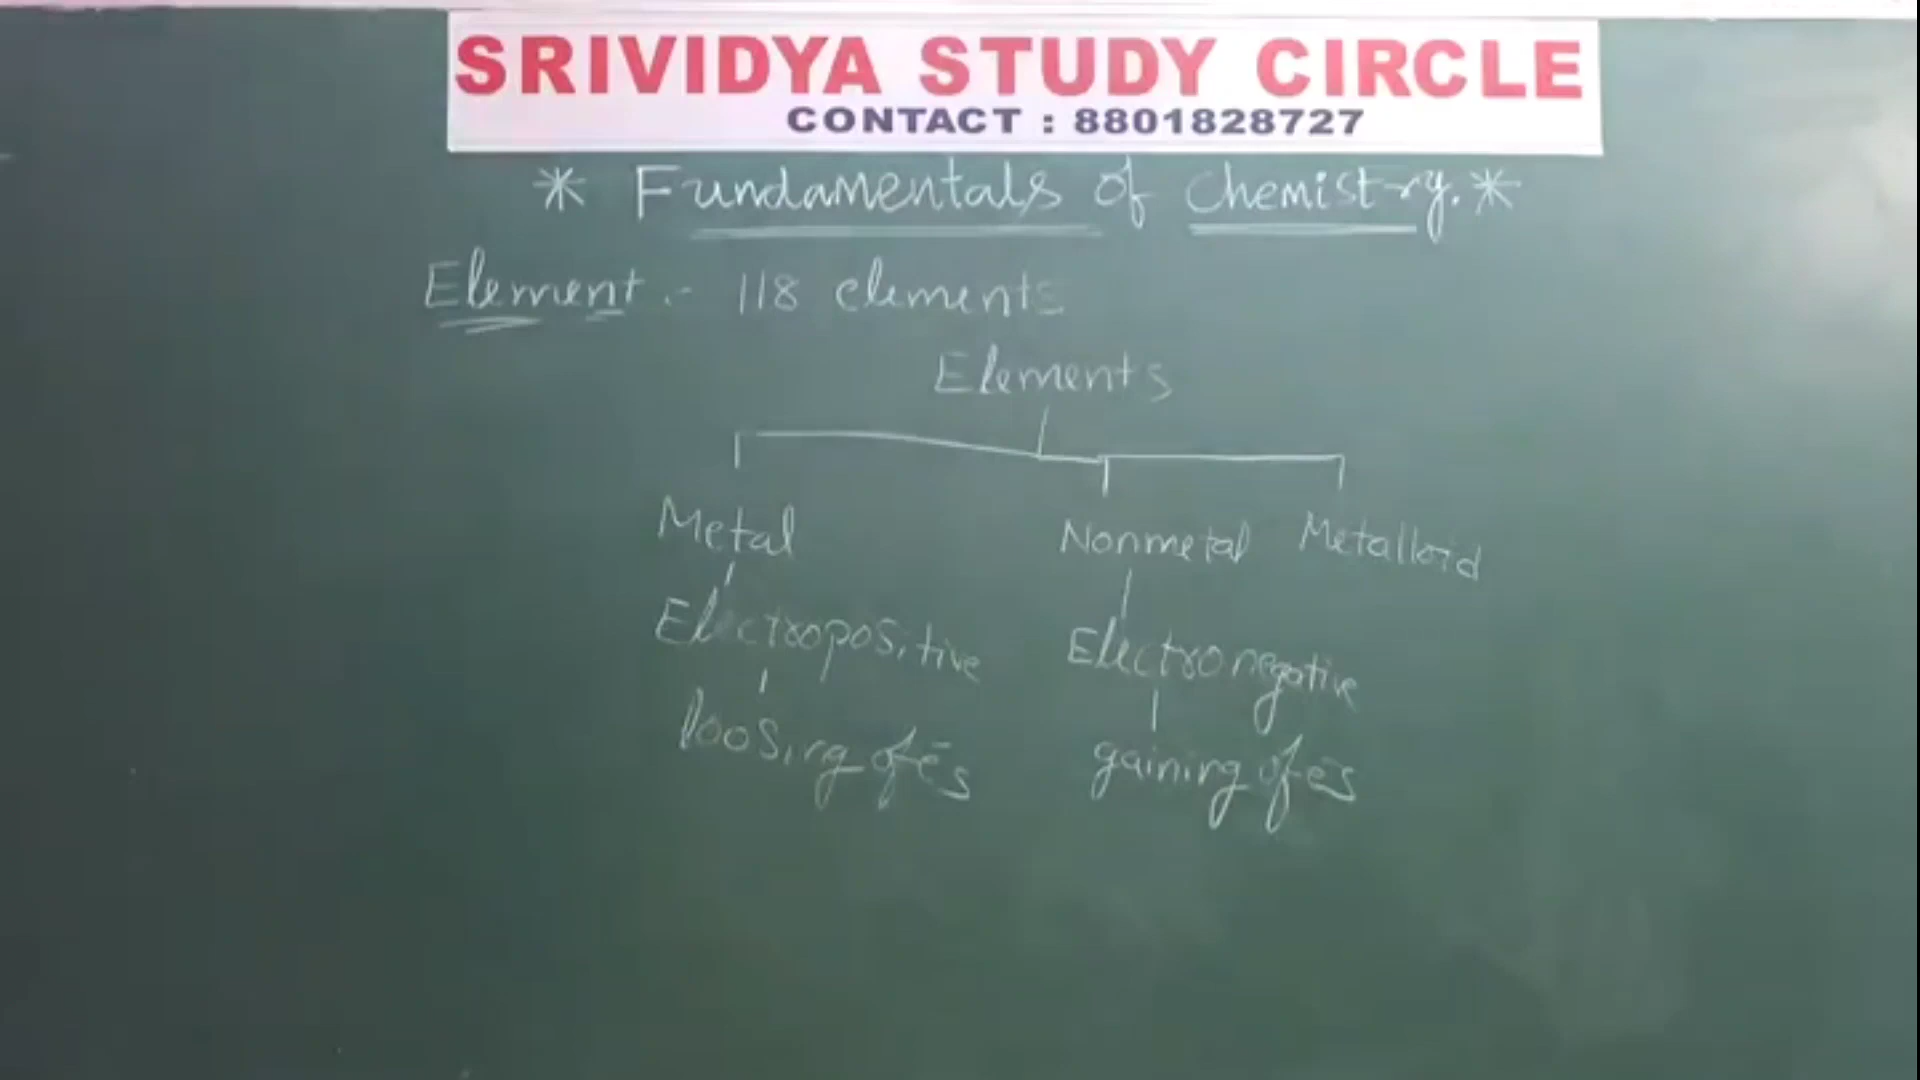 SRIVIDYA STUDY CIRCLE
CONTACT : 8801828727
* Fundamentals of chemistry. *
Element :- 118 elements
Elements
Metal Nonmetal Metalloid
Electropositive Electronegative
loosing of e̅s gaining of e̅s